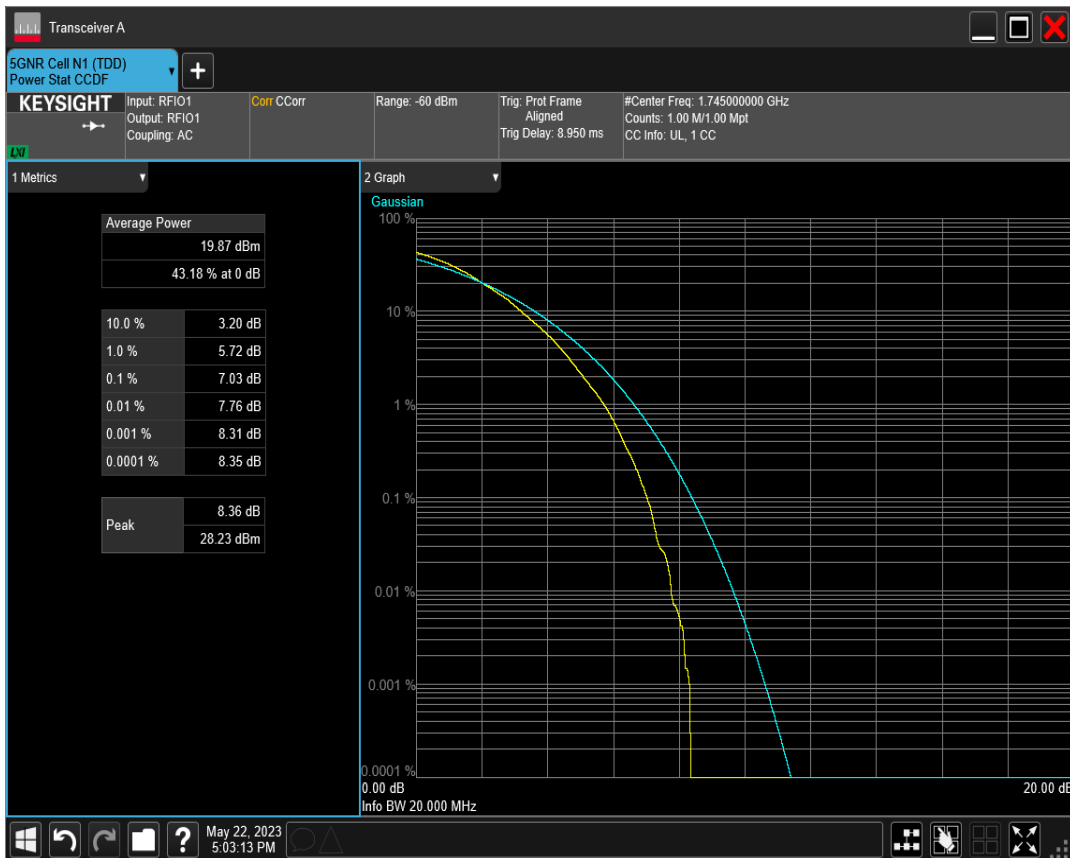 Transceiver A
5GNR Cell N1 (TDD)
Power Stat CCDF
KEYSIGHT
LXI
Input: RFIO1
Output: RFIO1
Coupling: AC
Corr CCorr
Range: -60 dBm
Trig: Prot Frame
Aligned
Trig Delay: 8.950 ms
#Center Freq: 1.745000000 GHz
Counts: 1.00 M/1.00 Mpt
CC Info: UL, 1 CC
1 Metrics
Average Power
19.87 dBm
43.18 % at 0 dB
10.0 % 3.20 dB
1.0 % 5.72 dB
0.1 % 7.03 dB
0.01 % 7.76 dB
0.001 % 8.31 dB
0.0001 % 8.35 dB
Peak
8.36 dB
28.23 dBm
2 Graph
Gaussian
100 %
10 %
1 %
0.1 %
0.01 %
0.001 %
0.0001 %
0.00 dB 20.00 dB
Info BW 20.000 MHz
?
May 22, 2023
5:03:13 PM